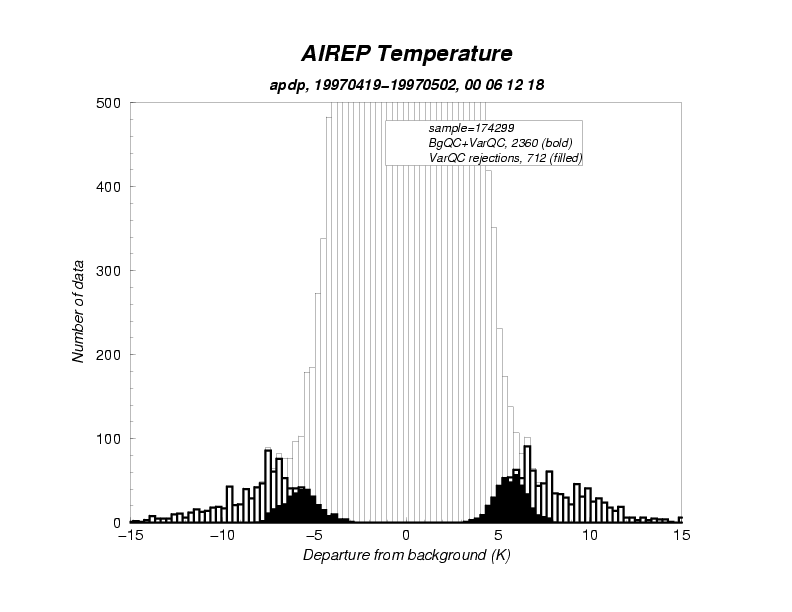 AIREP Temperature
apdp, 19970419−19970502, 00 06 12 18
sample=174299
BgQC+VarQC, 2360 (bold)
VarQC rejections, 712 (filled)
500
400
300
200
100
0
Number of data
−15 −10 −5 0 5 10 15
Departure from background (K)